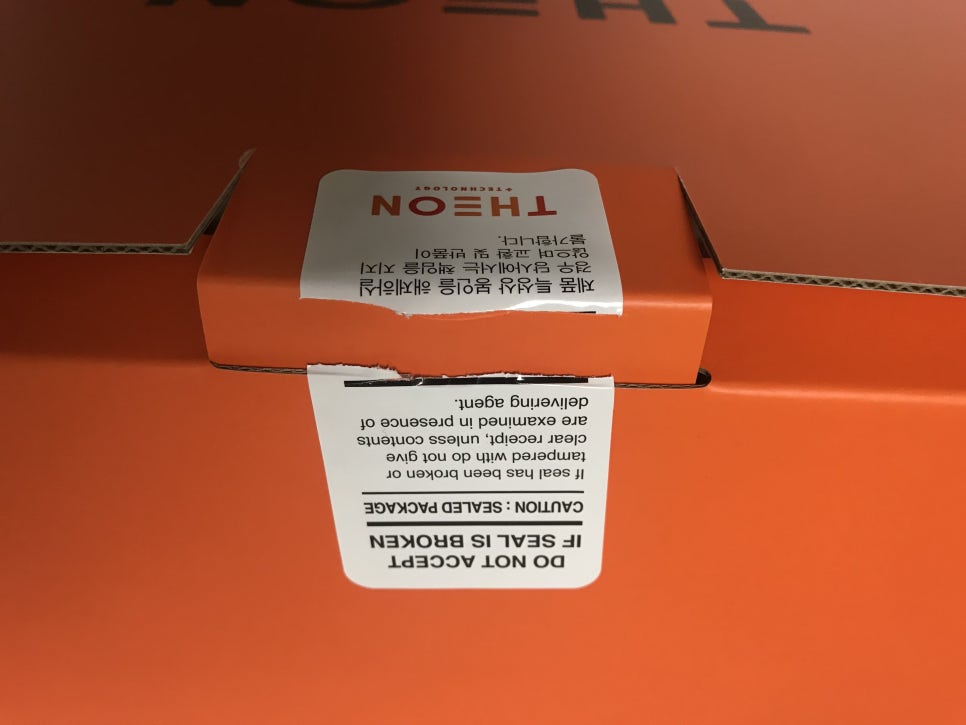 DO NOT ACCEPT
IF SEAL IS BROKEN
CAUTION : SEALED PACKAGE
If seal has been broken or
tampered with do not give
clear receipt, unless contents
are examined in presence of
delivering agent.
제품 특성상 봉인을 해제하실
경우 당사에서는 책임을 지지
않으며 교환 및 반품이
불가합니다.
THEON
+TECHNOLOGY
THEON